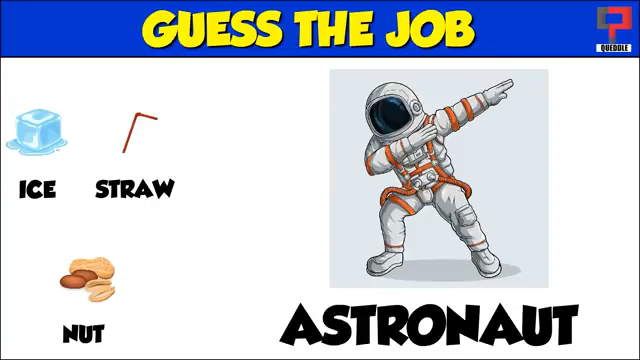 GUESS THE JOB
QUEDDLE
ICE STRAW
NUT
ASTRONAUT